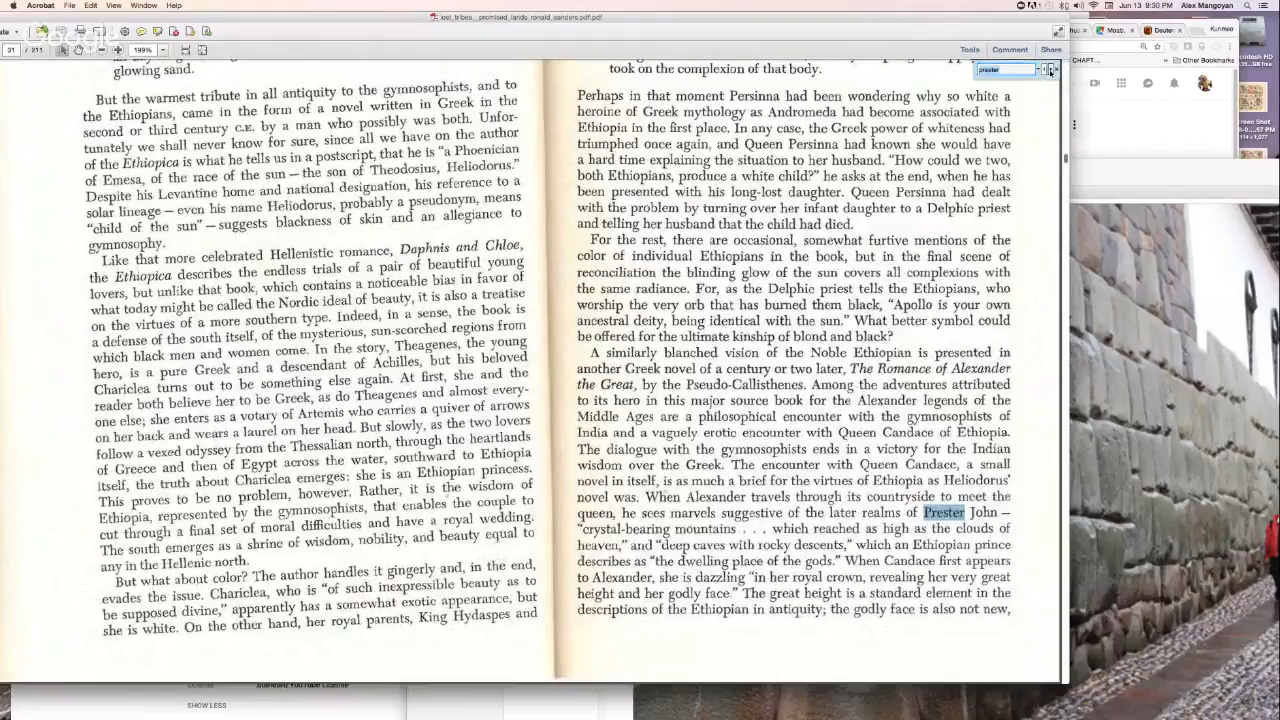 Acrobat File Edit View Window Help
Jun 13 9:30 PM Alex Mangoyan
lost_tribes__promised_lands_ronald_sanders.pdf.pdf
31 / 211 199%
Tools Comment Share
prester
glowing sand.
But the warmest tribute in all antiquity to the gymnosophists, and to
the Ethiopians, came in the form of a novel written in Greek in the
second or third century C.E. by a man who possibly was both. Unfor-
tunately we shall never know for sure, since all we have on the author
of the Ethiopica is what he tells us in a postscript, that he is “a Phoenician
of Emesa, of the race of the sun—the son of Theodosius, Heliodorus.”
Despite his Levantine home and national designation, his reference to a
solar lineage—even his name Heliodorus, probably a pseudonym, means
“child of the sun”—suggests blackness of skin and an allegiance to
gymnosophy.
Like that more celebrated Hellenistic romance, Daphnis and Chloe,
the Ethiopica describes the endless trials of a pair of beautiful young
lovers, but unlike that book, which contains a noticeable bias in favor of
what today might be called the Nordic ideal of beauty, it is also a treatise
on the virtues of a more southern type. Indeed, in a sense, the book is
a defense of the south itself, of the mysterious, sun-scorched regions from
which black men and women come. In the story, Theagenes, the young
hero, is a pure Greek and a descendant of Achilles, but his beloved
Chariclea turns out to be something else again. At first, she and the
reader both believe her to be Greek, as do Theagenes and almost every-
one else; she enters as a votary of Artemis who carries a quiver of arrows
on her back and wears a laurel on her head. But slowly, as the two lovers
follow a vexed odyssey from the Thessalian north, through the heartlands
of Greece and then of Egypt across the water, southward to Ethiopia
itself, the truth about Chariclea emerges: she is an Ethiopian princess.
This proves to be no problem, however. Rather, it is the wisdom of
Ethiopia, represented by the gymnosophists, that enables the couple to
cut through a final set of moral difficulties and have a royal wedding.
The south emerges as a shrine of wisdom, nobility, and beauty equal to
any in the Hellenic north.
But what about color? The author handles it gingerly and, in the end,
evades the issue. Chariclea, who is “of such inexpressible beauty as to
be supposed divine,” apparently has a somewhat exotic appearance, but
she is white. On the other hand, her royal parents, King Hydaspes and
took on the complexion of that body.
Perhaps in that moment Persinna had been wondering why so white a
heroine of Greek mythology as Andromeda had become associated with
Ethiopia in the first place. In any case, the Greek power of whiteness had
triumphed once again, and Queen Persinna had known she would have
a hard time explaining the situation to her husband. “How could we two,
both Ethiopians, produce a white child?” he asks at the end, when he has
been presented with his long-lost daughter. Queen Persinna had dealt
with the problem by turning over her infant daughter to a Delphic priest
and telling her husband that the child had died.
For the rest, there are occasional, somewhat furtive mentions of the
color of individual Ethiopians in the book, but in the final scene of
reconciliation the blinding glow of the sun covers all complexions with
the same radiance. For, as the Delphic priest tells the Ethiopians, who
worship the very orb that has burned them black, “Apollo is your own
ancestral deity, being identical with the sun.” What better symbol could
be offered for the ultimate kinship of blond and black?
A similarly blanched vision of the Noble Ethiopian is presented in
another Greek novel of a century or two later, The Romance of Alexander
the Great, by the Pseudo-Callisthenes. Among the adventures attributed
to its hero in this major source book for the Alexander legends of the
Middle Ages are a philosophical encounter with the gymnosophists of
India and a vaguely erotic encounter with Queen Candace of Ethiopia.
The dialogue with the gymnosophists ends in a victory for the Indian
wisdom over the Greek. The encounter with Queen Candace, a small
novel in itself, is as much a brief for the virtues of Ethiopia as Heliodorus’
novel was. When Alexander travels through its countryside to meet the
queen, he sees marvels suggestive of the later realms of Prester John—
“crystal-bearing mountains . . . which reached as high as the clouds of
heaven,” and “deep caves with rocky descents,” which an Ethiopian prince
describes as “the dwelling place of the gods.” When Candace first appears
to Alexander, she is dazzling “in her royal crown, revealing her very great
height and her godly face.” The great height is a standard element in the
descriptions of the Ethiopian in antiquity; the godly face is also not new,
Moab. Deuter Kunmeo
CHAPT... Other Bookmarks
SHOW LESS